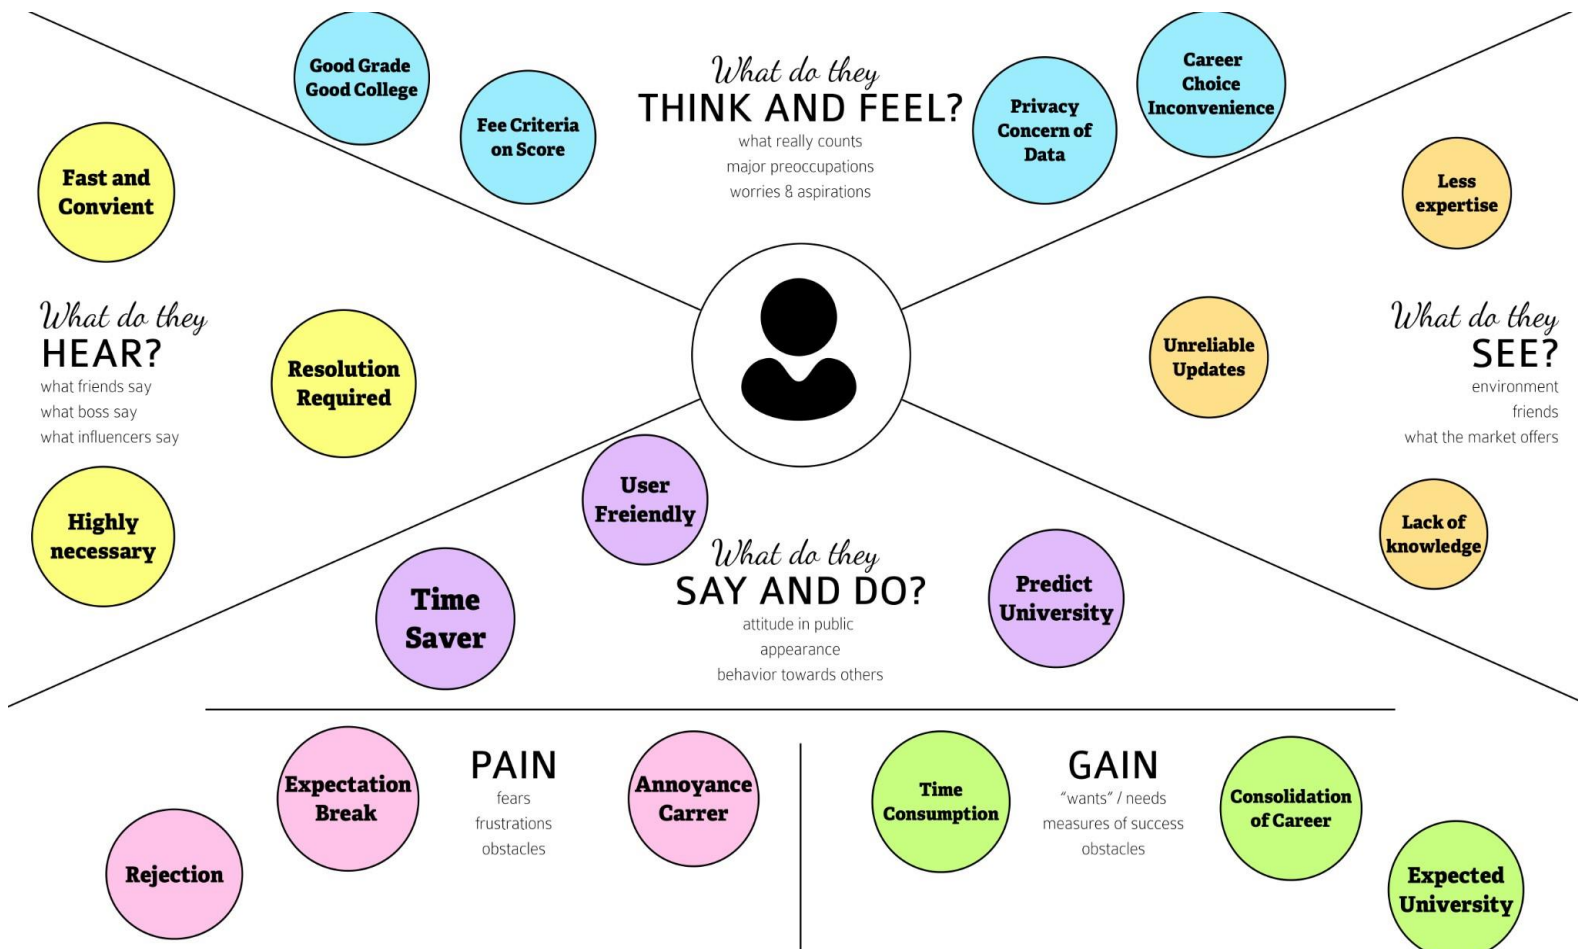 Good Grade
Good College
Fee Criteria
on Score
What do they
THINK AND FEEL?
what really counts
major preoccupations
worries & aspirations
Privacy
Concern of
Data
Career
Choice
Inconvenience
Fast and
Convient
What do they
HEAR?
what friends say
what boss say
what influencers say
Resolution
Required
Highly
necessary
Less
expertise
Unreliable
Updates
What do they
SEE?
environment
friends
what the market offers
Lack of
knowledge
User
Freiendly
Time
Saver
What do they
SAY AND DO?
attitude in public
appearance
behavior towards others
Predict
University
Rejection
Expectation
Break
PAIN
fears
frustrations
obstacles
Annoyance
Carrer
Time
Consumption
GAIN
"wants" / needs
measures of success
obstacles
Consolidation
of Career
Expected
University